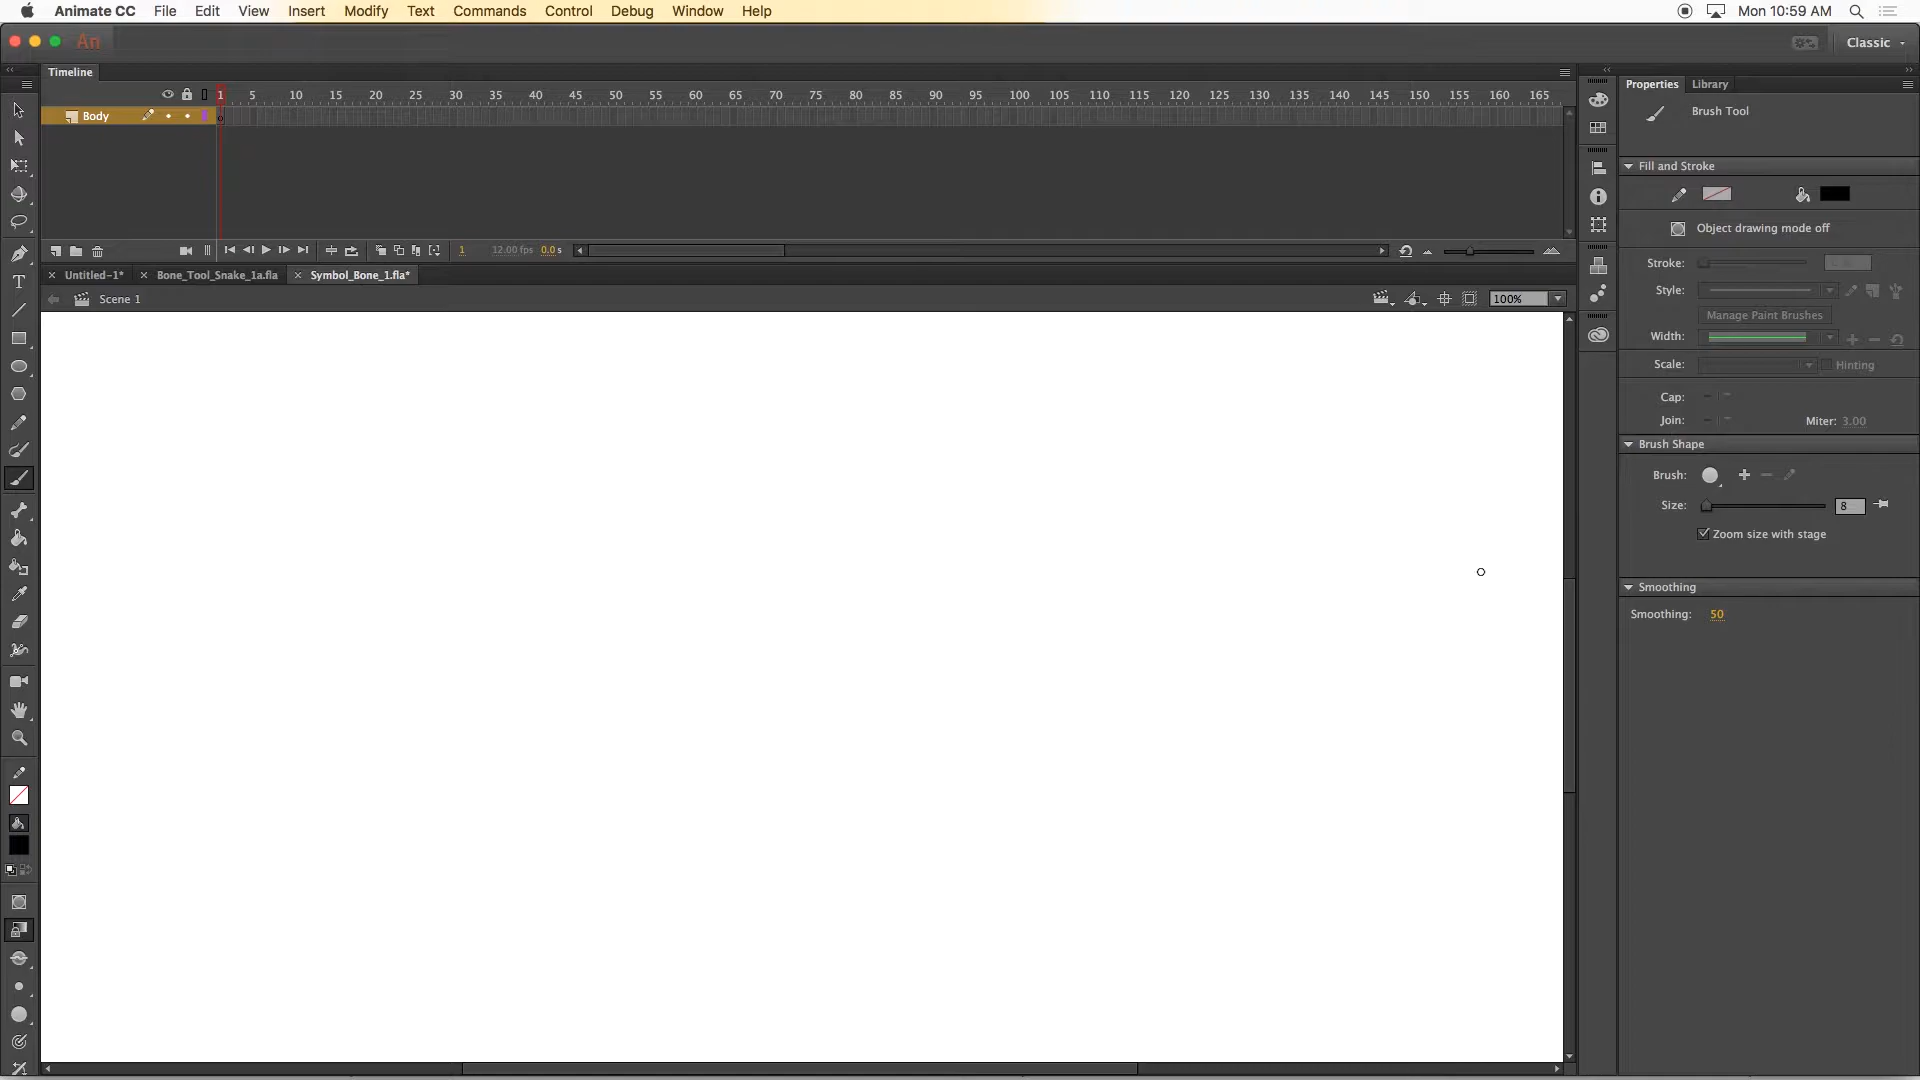 Animate CC File Edit View Insert Modify Text Commands Control Debug Window Help Mon 10:59 AM
An Classic
Timeline Properties Library
1 5 10 15 20 25 30 35 40 45 50 55 60 65 70 75 80 85 90 95 100 105 110 115 120 125 130 135 140 145 150 155 160 165
Body
Brush Tool
Fill and Stroke
Object drawing mode off
1 12.00 fps 0.0 s
Stroke:
Untitled-1* Bone_Tool_Snake_1a.fla Symbol_Bone_1.fla*
Style:
Scene 1 100%
Manage Paint Brushes
Width:
Scale: Hinting
Cap:
Join: Miter: 3.00
Brush Shape
Brush:
Size: 8
Zoom size with stage
Smoothing
Smoothing: 50